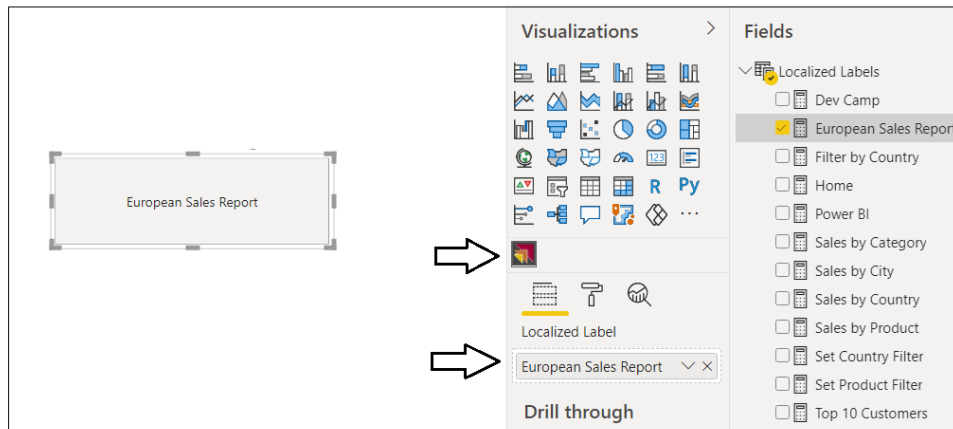 Visualizations
Fields
Localized Labels
Dev Camp
European Sales Report
Filter by Country
Home
Power BI
Sales by Category
Sales by City
Sales by Country
Sales by Product
Set Country Filter
Set Product Filter
Top 10 Customers
123
R
Py
...
European Sales Report
Localized Label
European Sales Report
Drill through